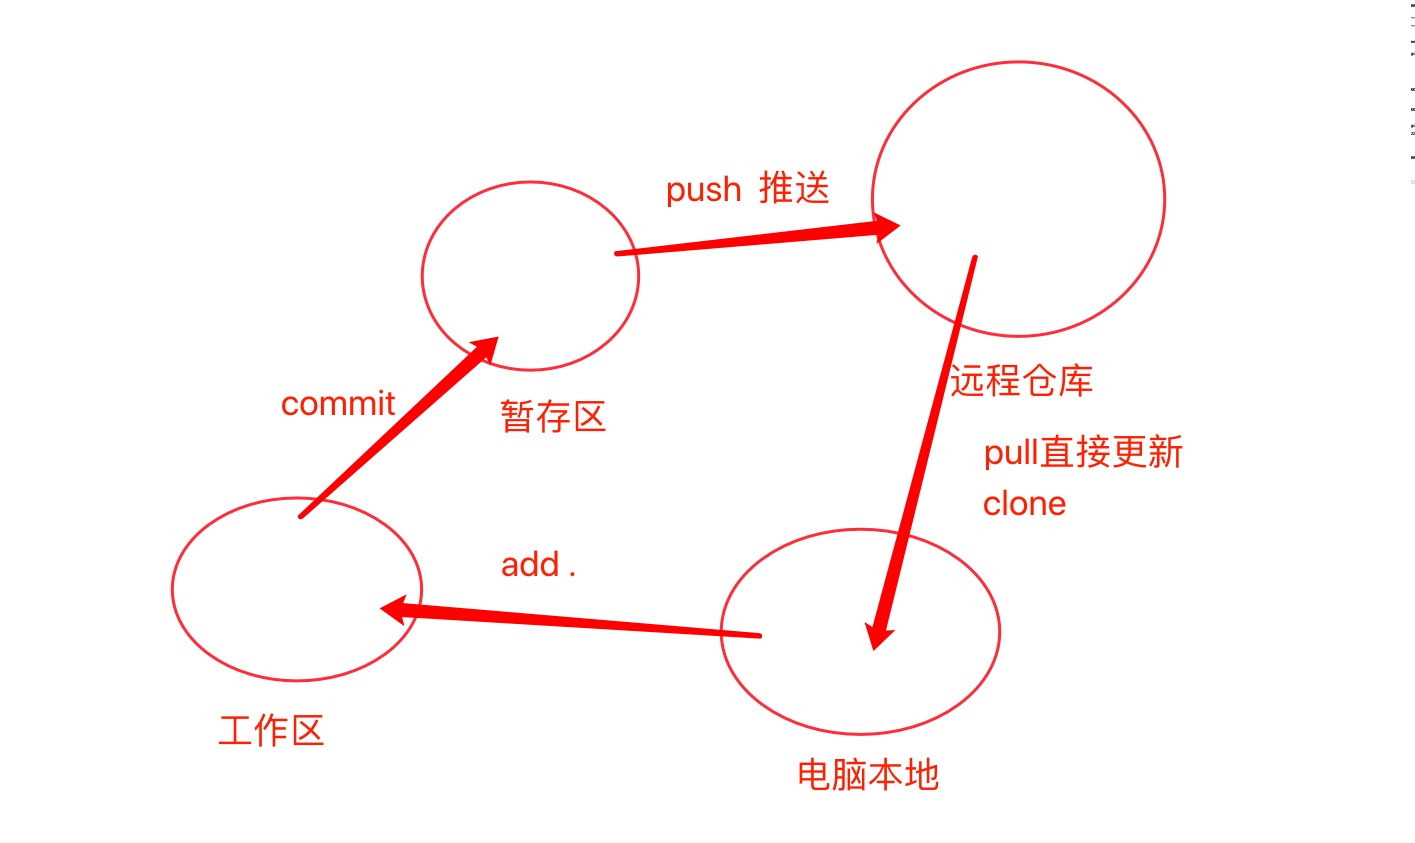 push 推送
远程仓库
commit
暂存区
pull直接更新
clone
add .
工作区
电脑本地